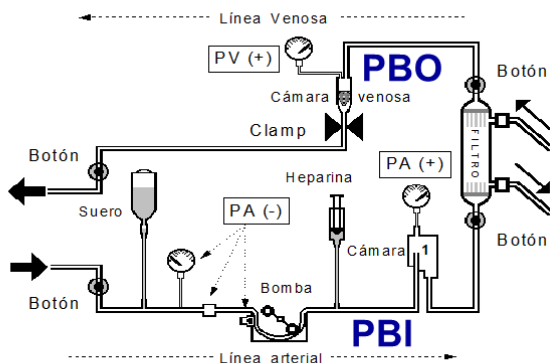 Línea Venosa
PV (+)
PBO
Botón
Cámara venosa
Clamp
FILTRO
Botón
PA (+)
Heparina
Suero
PA (-)
Cámara 1
Botón
Bomba
Botón
PBI
Línea arterial